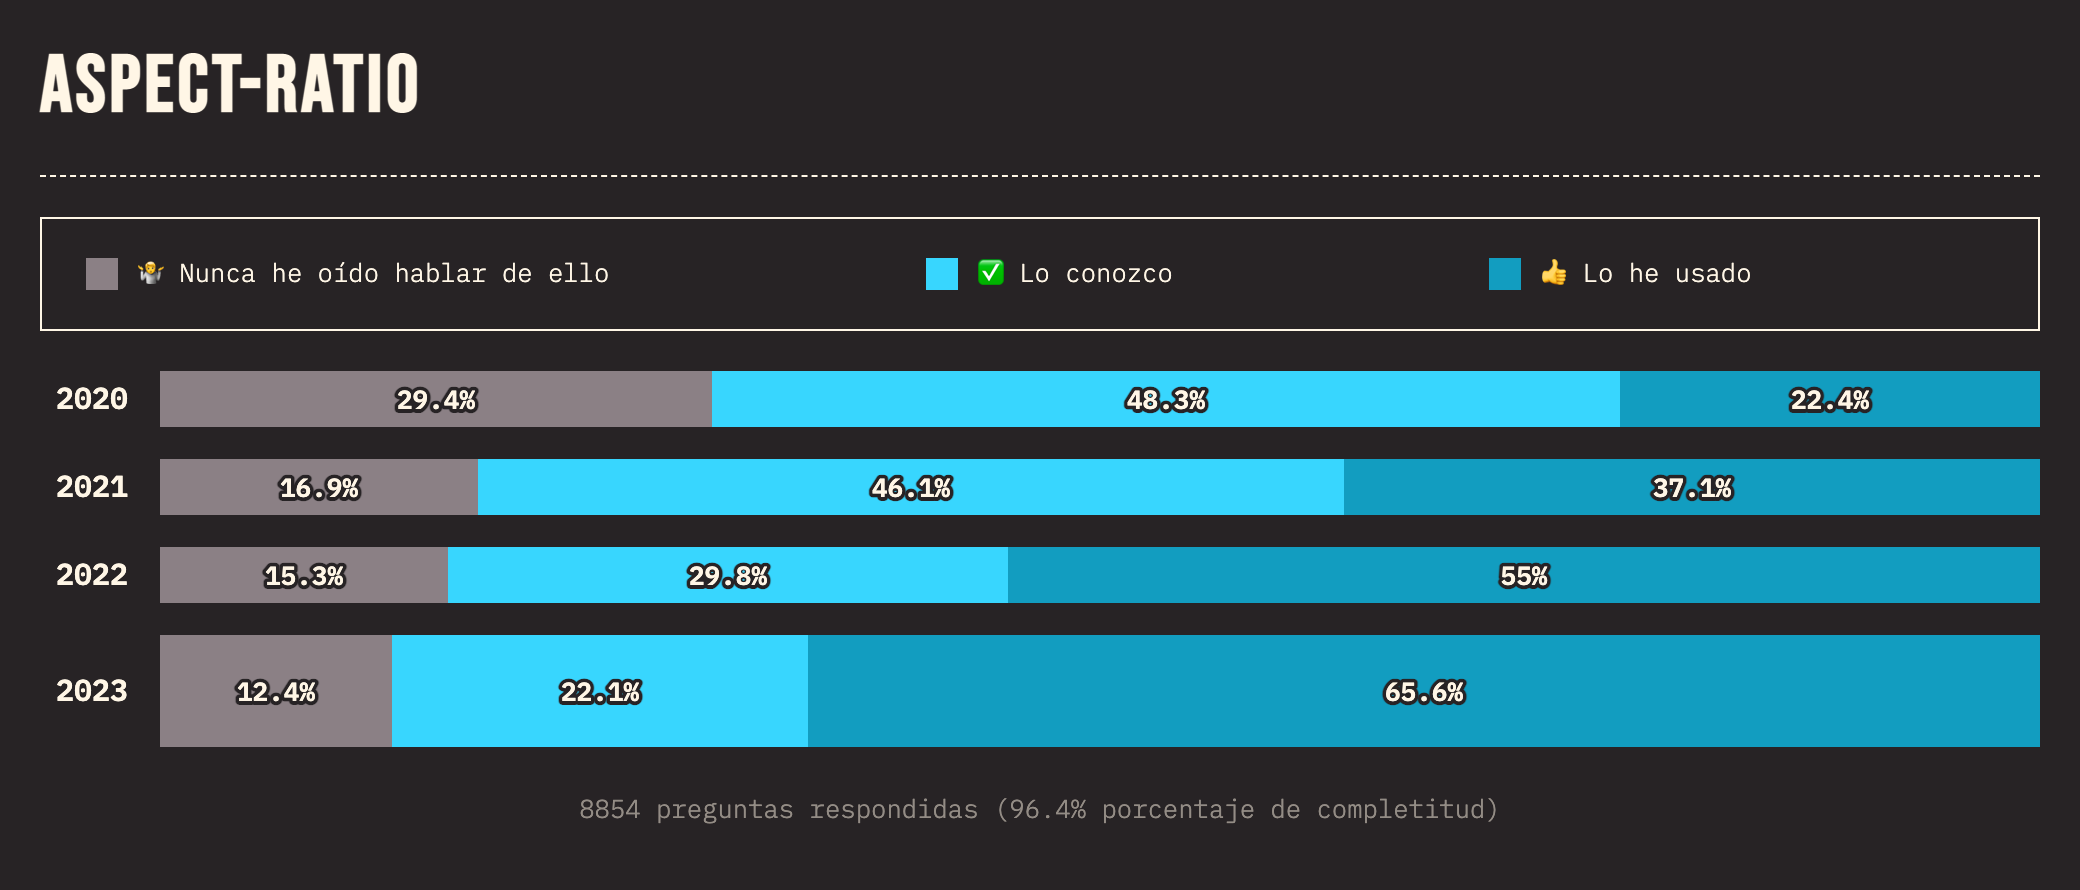 ASPECT-RATIO
Nunca he oído hablar de ello
Lo conozco
Lo he usado
2020 29.4% 48.3% 22.4%
2021 16.9% 46.1% 37.1%
2022 15.3% 29.8% 55%
2023 12.4% 22.1% 65.6%
8854 preguntas respondidas (96.4% porcentaje de completitud)